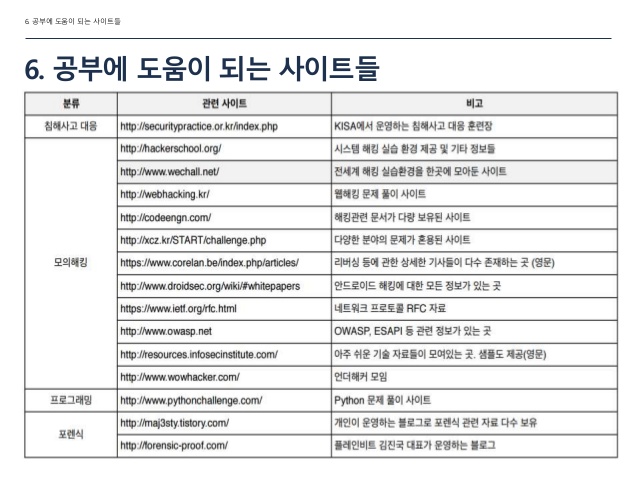 6. 공부에 도움이 되는 사이트들
6. 공부에 도움이 되는 사이트들
분류 관련 사이트 비고
침해사고 대응 http://securitypractice.or.kr/index.php KISA에서 운영하는 침해사고 대응 훈련장
모의해킹 http://hackerschool.org/ 시스템 해킹 실습 환경 제공 및 기타 정보들
http://www.wechall.net/ 전세계 해킹 실습환경을 한곳에 모아둔 사이트
http://webhacking.kr/ 웹해킹 문제 풀이 사이트
http://codeengn.com/ 해킹관련 문서가 다량 보유된 사이트
http://xcz.kr/START/challenge.php 다양한 분야의 문제가 혼용된 사이트
https://www.corelan.be/index.php/articles/ 리버싱 등에 관한 상세한 기사들이 다수 존재하는 곳 (영문)
http://www.droidsec.org/wiki/#whitepapers 안드로이드 해킹에 대한 모든 정보가 있는 곳
https://www.ietf.org/rfc.html 네트워크 프로토콜 RFC 자료
http://www.owasp.net OWASP, ESAPI 등 관련 정보가 있는 곳
http://resources.infosecinstitute.com/ 아주 쉬운 기술 자료들이 모여있는 곳. 샘플도 제공(영문)
http://www.wowhacker.com/ 언더해커 모임
프로그래밍 http://www.pythonchallenge.com/ Python 문제 풀이 사이트
포렌식 http://maj3sty.tistory.com/ 개인이 운영하는 블로그로 포렌식 관련 자료 다수 보유
http://forensic-proof.com/ 플레인비트 김진국 대표가 운영하는 블로그